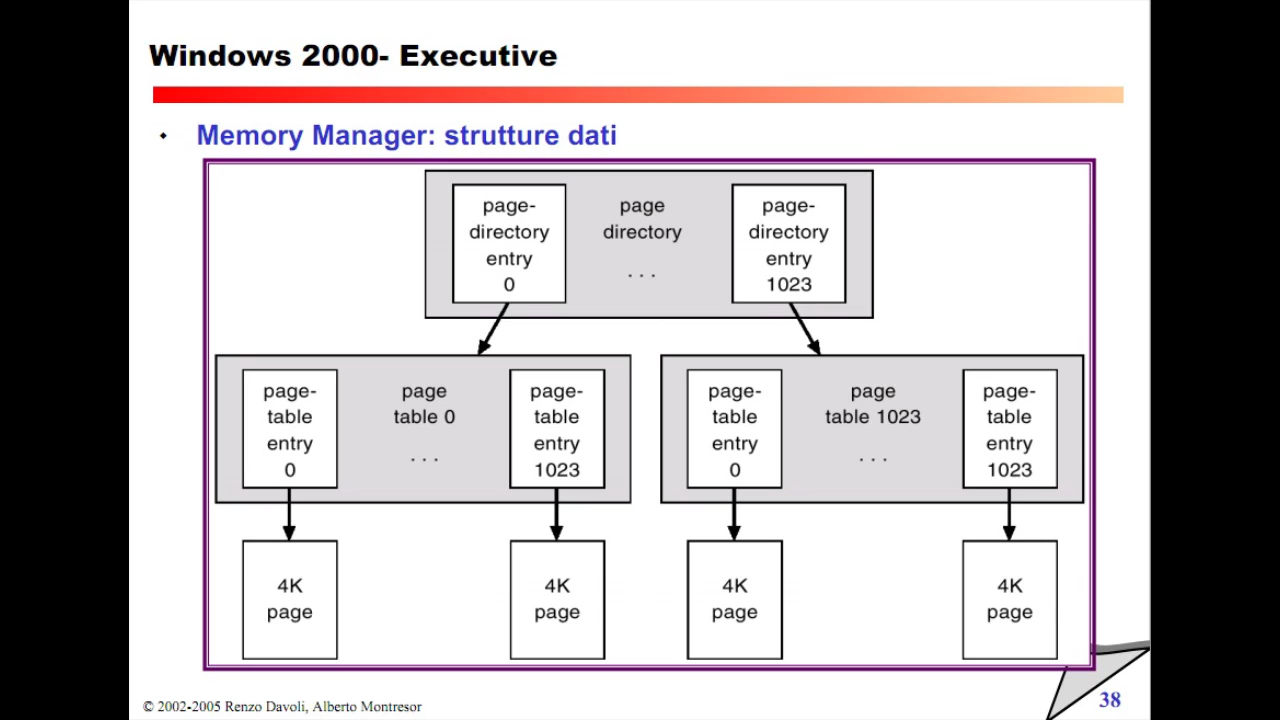 Windows 2000- Executive
• Memory Manager: strutture dati
page-
directory
entry
0
page
directory
. . .
page-
directory
entry
1023
page-
table
entry
0
page
table 0
. . .
page-
table
entry
1023
page-
table
entry
0
page
table 1023
. . .
page-
table
entry
1023
4K
page
4K
page
4K
page
4K
page
© 2002-2005 Renzo Davoli, Alberto Montresor
38